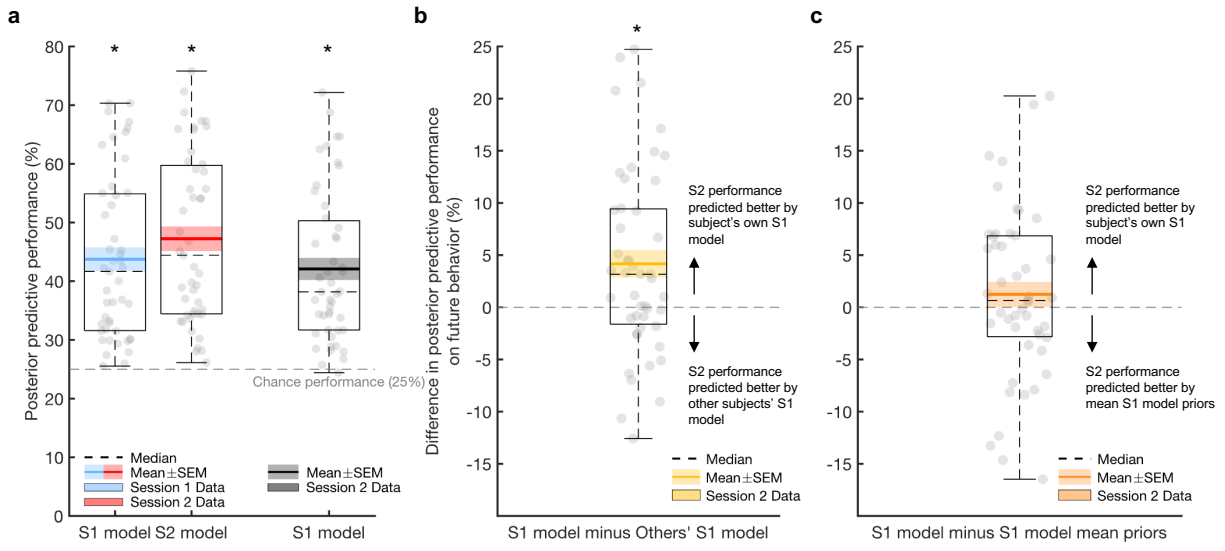 a
Posterior predictive performance (%)
80
70
60
50
40
30
20
10
0
*
*
*
Chance performance (25%)
Median
Mean±SEM
Session 1 Data
Session 2 Data
Mean±SEM
Session 2 Data
S1 model S2 model
S1 model
b
Difference in posterior predictive performance
on future behavior (%)
25
20
15
10
5
0
-5
-10
-15
*
S2 performance
predicted better by
subject's own S1
model
S2 performance
predicted better by
other subjects' S1
model
Median
Mean±SEM
Session 2 Data
S1 model minus Others' S1 model
c
25
20
15
10
5
0
-5
-10
-15
S2 performance
predicted better by
subject's own S1
model
S2 performance
predicted better by
mean S1 model priors
Median
Mean±SEM
Session 2 Data
S1 model minus S1 model mean priors